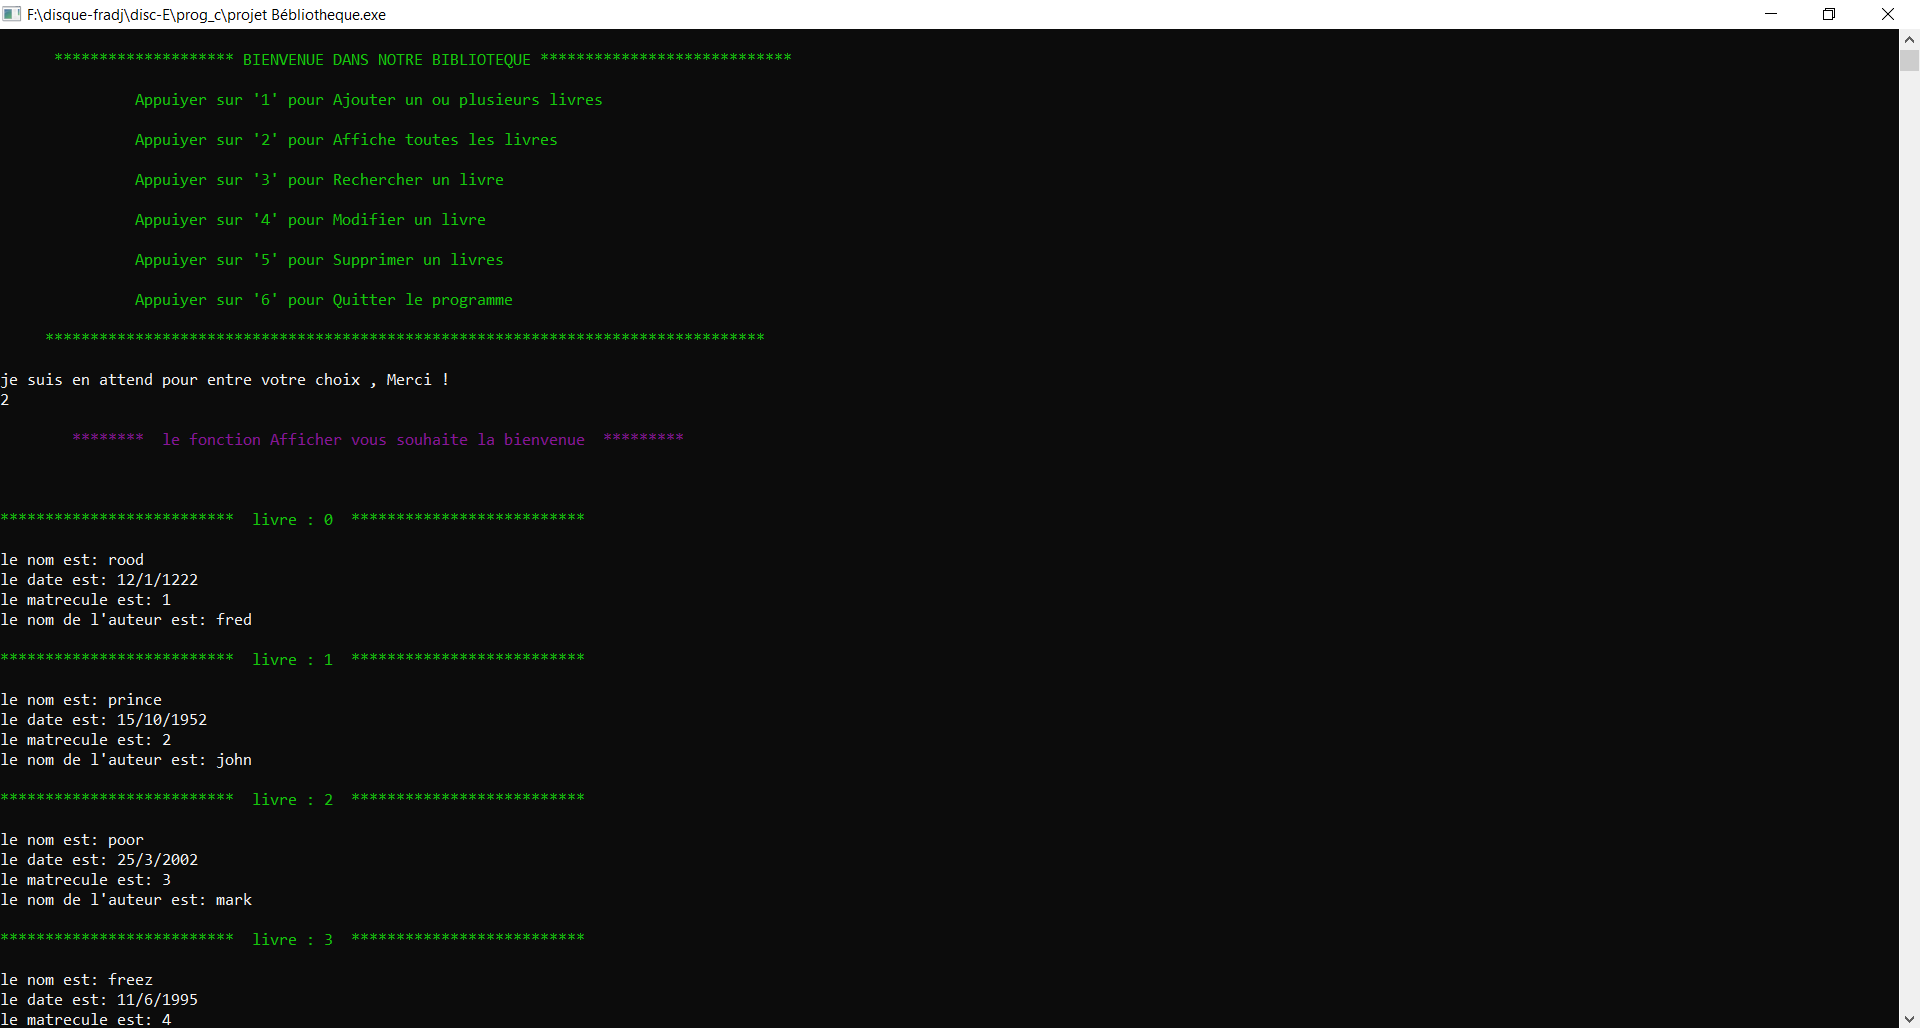 F:\disque-fradj\disc-E\prog_c\projet Bébliotheque.exe
******************** BIENVENUE DANS NOTRE BIBLIOTEQUE ****************************
Appuiyer sur '1' pour Ajouter un ou plusieurs livres
Appuiyer sur '2' pour Affiche toutes les livres
Appuiyer sur '3' pour Rechercher un livre
Appuiyer sur '4' pour Modifier un livre
Appuiyer sur '5' pour Supprimer un livres
Appuiyer sur '6' pour Quitter le programme
********************************************************************************
je suis en attend pour entre votre choix , Merci !
2
********  le fonction Afficher vous souhaite la bienvenue  *********
**************************  livre : 0  **************************
le nom est: rood
le date est: 12/1/1222
le matrecule est: 1
le nom de l'auteur est: fred
**************************  livre : 1  **************************
le nom est: prince
le date est: 15/10/1952
le matrecule est: 2
le nom de l'auteur est: john
**************************  livre : 2  **************************
le nom est: poor
le date est: 25/3/2002
le matrecule est: 3
le nom de l'auteur est: mark
**************************  livre : 3  **************************
le nom est: freez
le date est: 11/6/1995
le matrecule est: 4